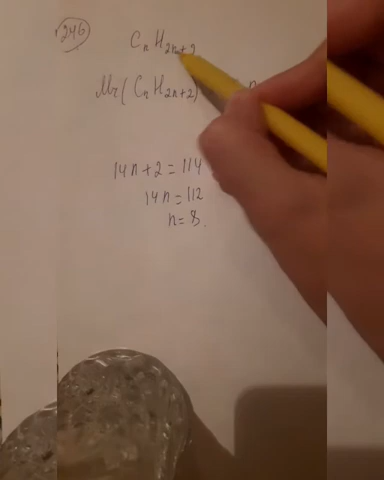 246
CₙH₂ₙ₊₂
Mr(CₙH₂ₙ₊₂)
14n+2=114
14n=112
n=8.